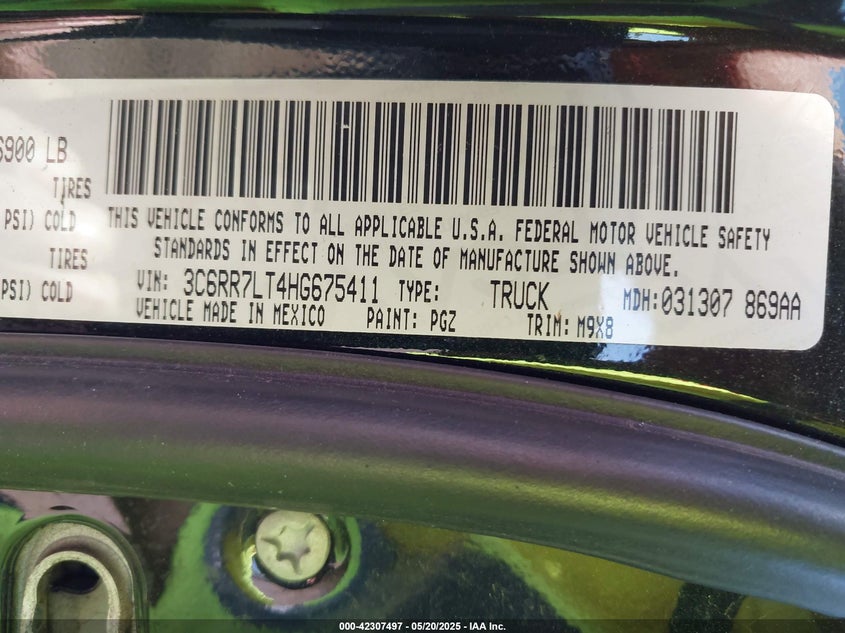 6900 LB
TIRES
PSI) COLD
TIRES
PSI) COLD
THIS VEHICLE CONFORMS TO ALL APPLICABLE U.S.A. FEDERAL MOTOR VEHICLE SAFETY
STANDARDS IN EFFECT ON THE DATE OF MANUFACTURE SHOWN ABOVE.
VIN: 3C6RR7LT4HG675411 TYPE: TRUCK MDH:031307 869AA
VEHICLE MADE IN MEXICO PAINT: PGZ TRIM: M9X8
000-42307497 - 05/20/2025 - IAA Inc.